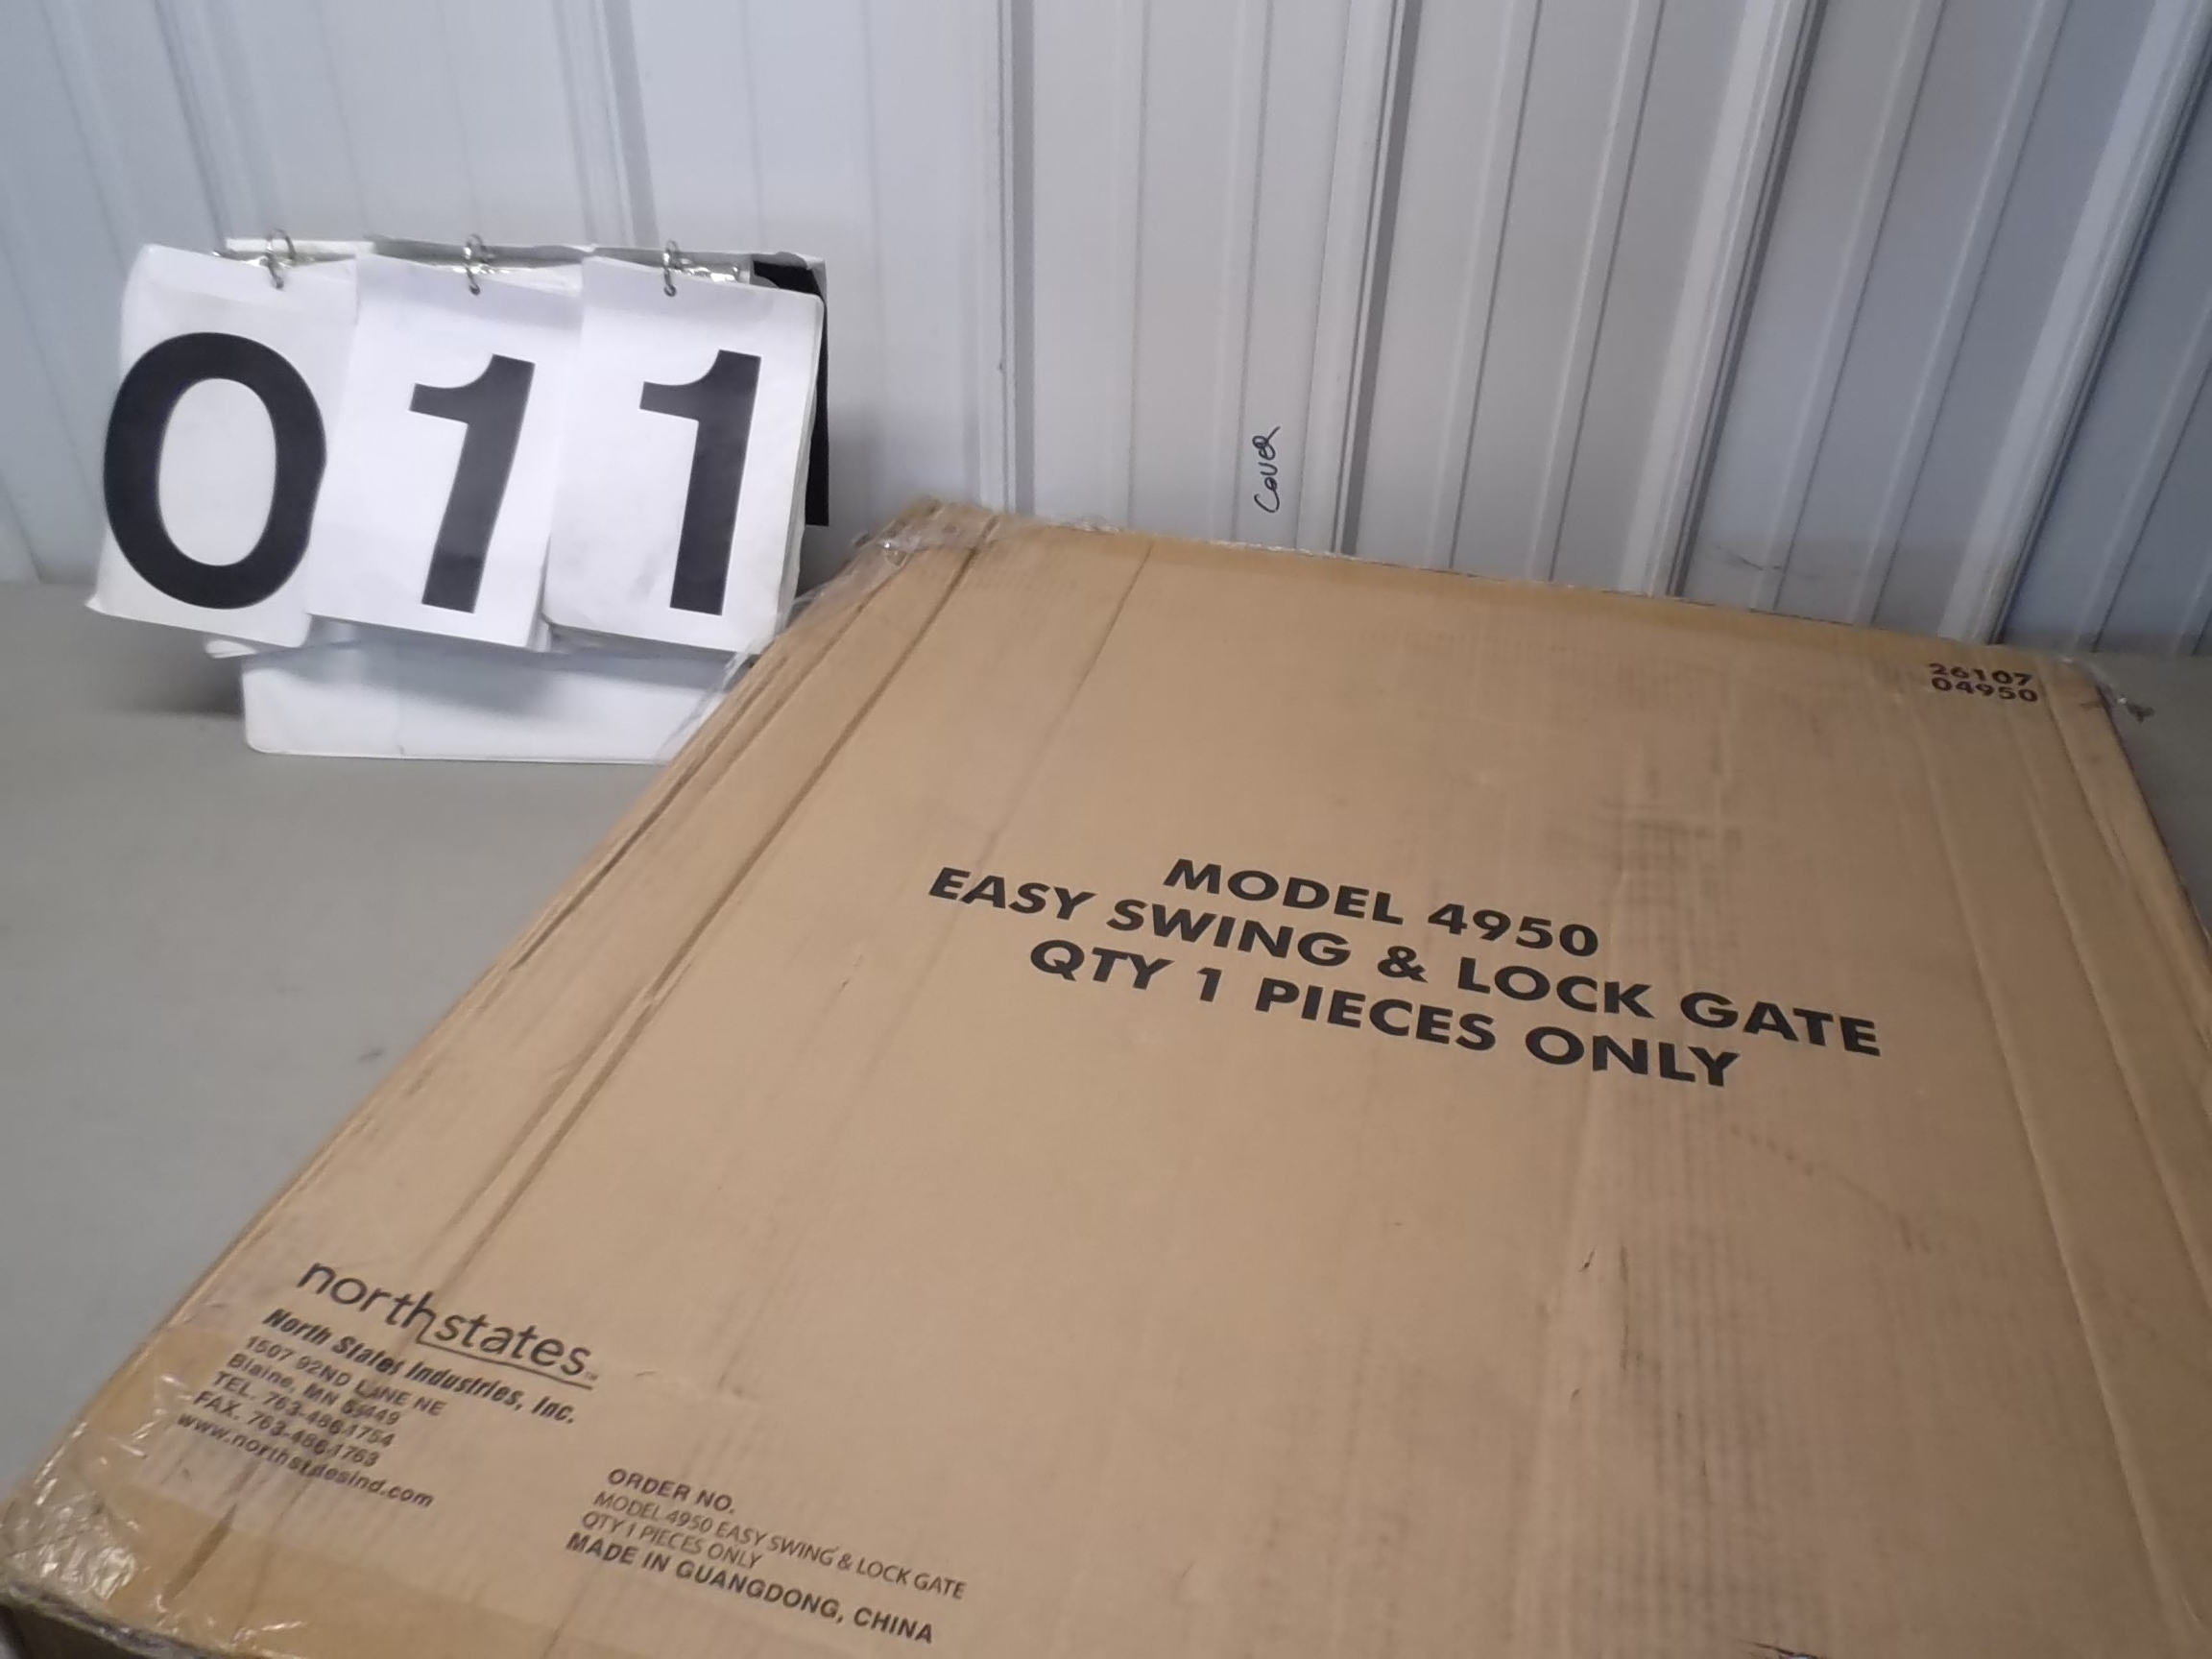 011
Cover
26107
04950
MODEL 4950
EASY SWING & LOCK GATE
QTY 1 PIECES ONLY
northstates™
North States Industries, Inc.
1507 92ND LANE NE
Blaine, MN 55449
TEL. 763-486-1754
FAX. 763-486-1763
www.northstatesind.com
ORDER NO.
MODEL 4950 EASY SWING & LOCK GATE
QTY 1 PIECES ONLY
MADE IN GUANGDONG, CHINA